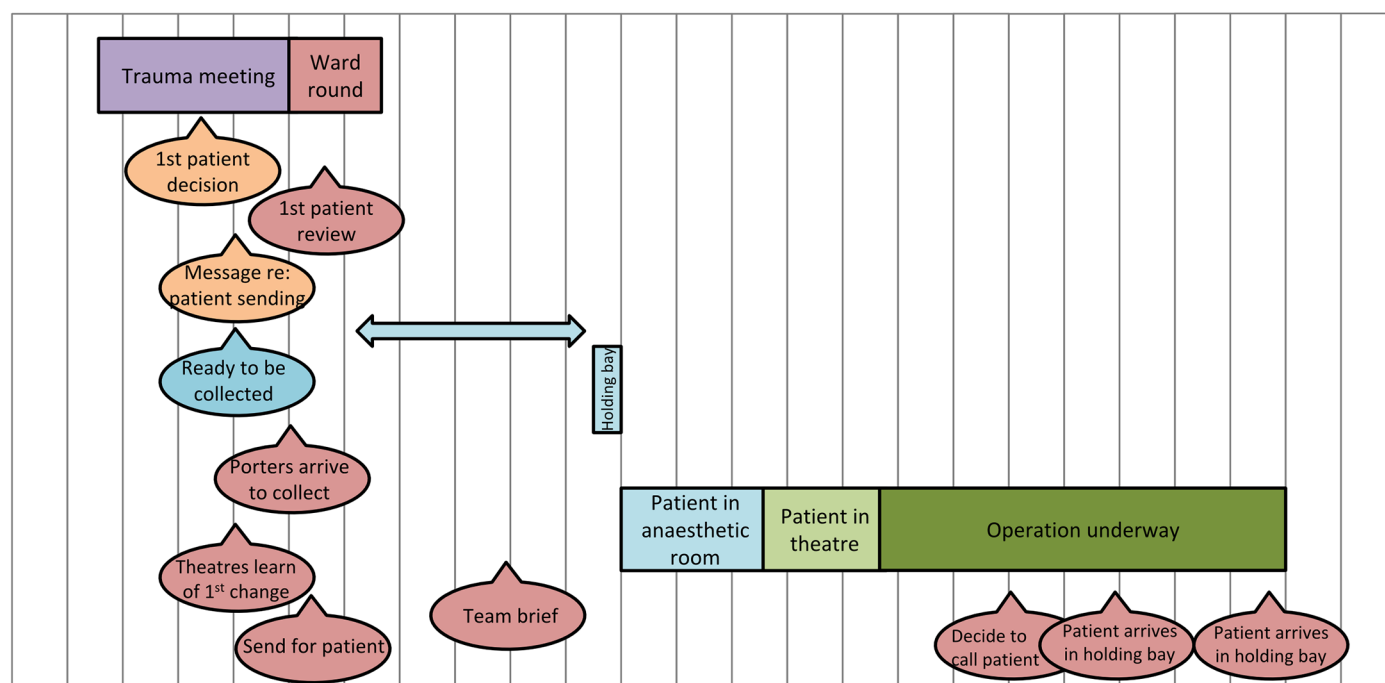 Trauma meeting
Ward
round
1st patient
decision
1st patient
review
Message re:
patient sending
Ready to be
collected
Holding bay
Porters arrive
to collect
Patient in
anaesthetic
room
Patient in
theatre
Operation underway
Theatres learn
of 1st change
Send for patient
Team brief
Decide to
call patient
Patient arrives
in holding bay
Patient arrives
in holding bay